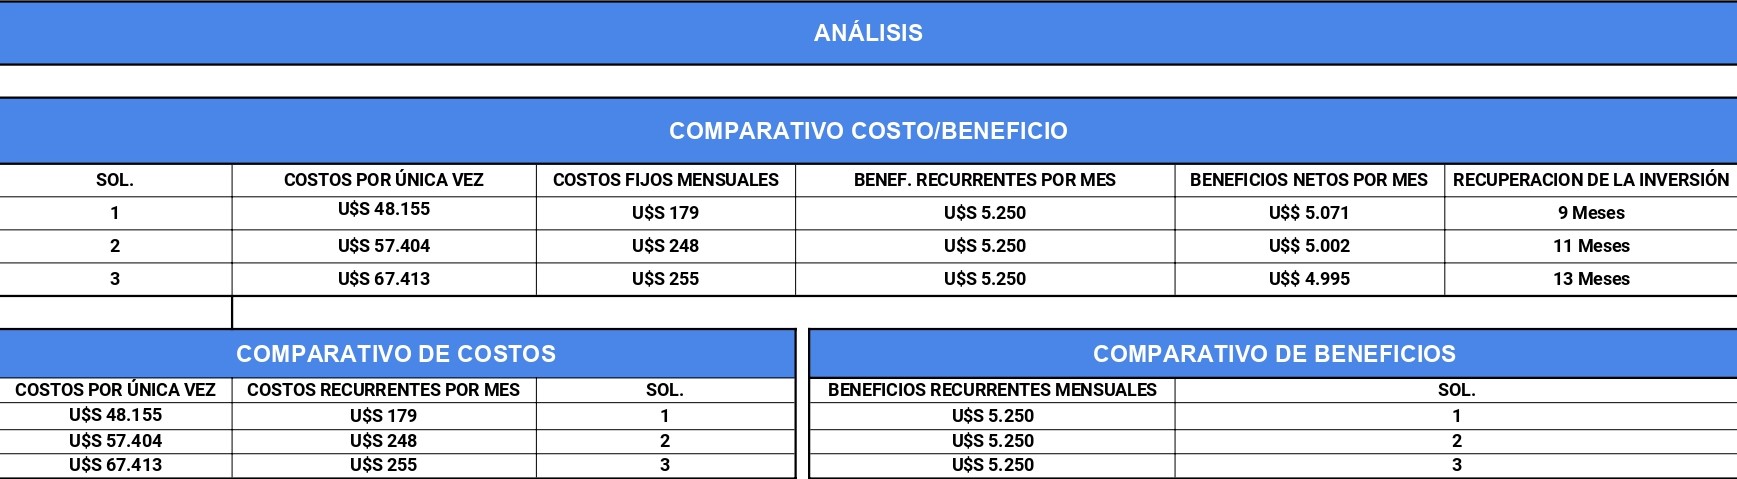 ANÁLISIS
COMPARATIVO COSTO/BENEFICIO
SOL. COSTOS POR ÚNICA VEZ COSTOS FIJOS MENSUALES BENEF. RECURRENTES POR MES BENEFICIOS NETOS POR MES RECUPERACION DE LA INVERSIÓN
1 U$S 48.155 U$S 179 U$S 5.250 U$$ 5.071 9 Meses
2 U$S 57.404 U$S 248 U$S 5.250 U$$ 5.002 11 Meses
3 U$S 67.413 U$S 255 U$S 5.250 U$$ 4.995 13 Meses
COMPARATIVO DE COSTOS
COSTOS POR ÚNICA VEZ COSTOS RECURRENTES POR MES SOL.
U$S 48.155 U$S 179 1
U$S 57.404 U$S 248 2
U$S 67.413 U$S 255 3
COMPARATIVO DE BENEFICIOS
BENEFICIOS RECURRENTES MENSUALES SOL.
U$S 5.250 1
U$S 5.250 2
U$S 5.250 3